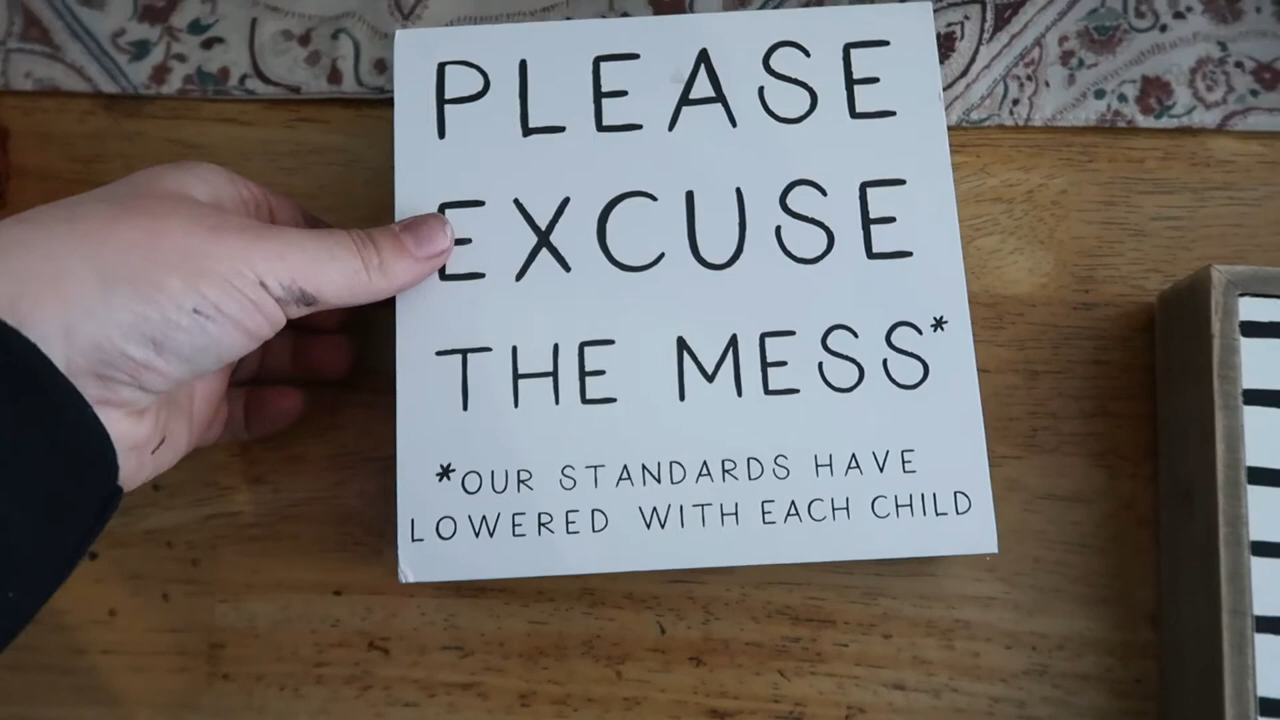 PLEASE
EXCUSE
THE MESS*
*OUR STANDARDS HAVE
LOWERED WITH EACH CHILD